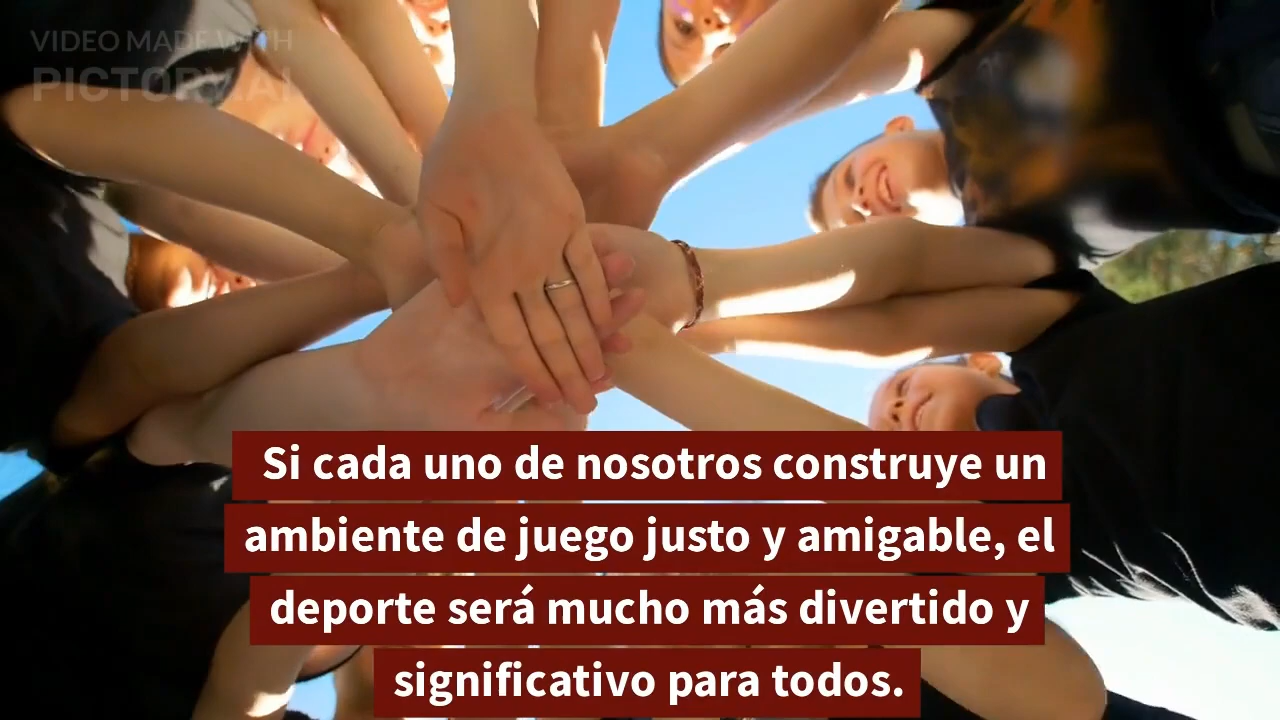 VIDEO MADE WITH
PICTORY.AI
Si cada uno de nosotros construye un
ambiente de juego justo y amigable, el
deporte será mucho más divertido y
significativo para todos.